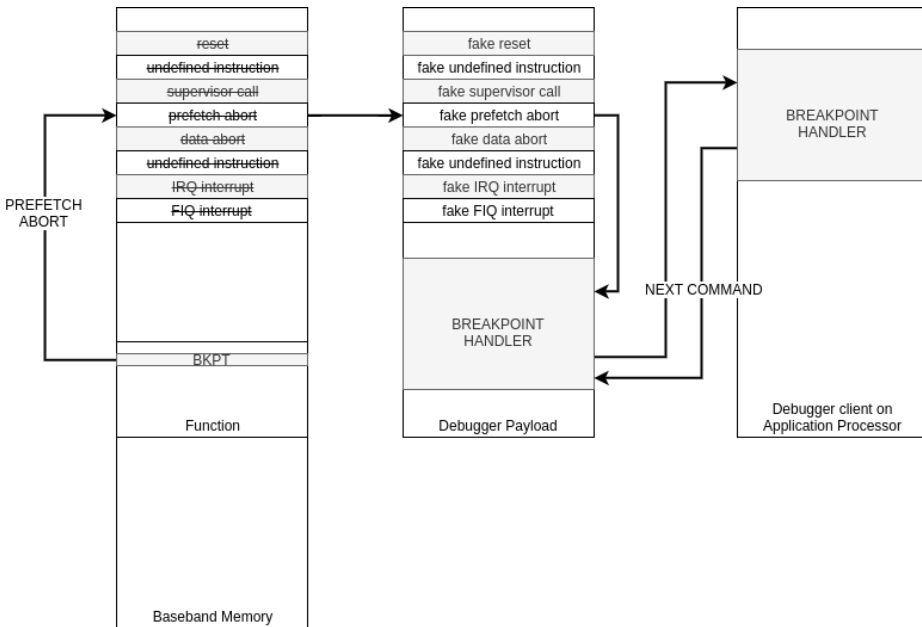 reset
undefined instruction
supervisor call
prefetch abort
data abort
undefined instruction
IRQ interrupt
FIQ interrupt
PREFETCH
ABORT
BKPT
Function
Baseband Memory
fake reset
fake undefined instruction
fake supervisor call
fake prefetch abort
fake data abort
fake undefined instruction
fake IRQ interrupt
fake FIQ interrupt
BREAKPOINT
HANDLER
Debugger Payload
NEXT COMMAND
BREAKPOINT
HANDLER
Debugger client on
Application Processor